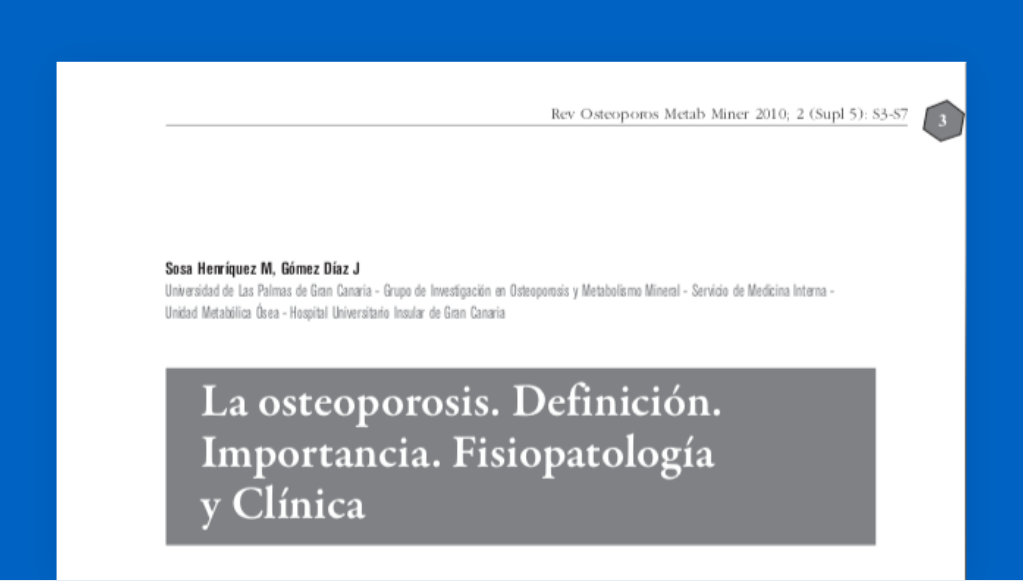 Rev Osteoporos Metab Miner 2010; 2 (Supl 5): S3-S7
3
Sosa Henríquez M, Gómez Díaz J
Universidad de Las Palmas de Gran Canaria - Grupo de Investigación en Osteoporosis y Metabolismo Mineral - Servicio de Medicina Interna -
Unidad Metabólica Ósea - Hospital Universitario Insular de Gran Canaria
La osteoporosis. Definición.
Importancia. Fisiopatología
y Clínica